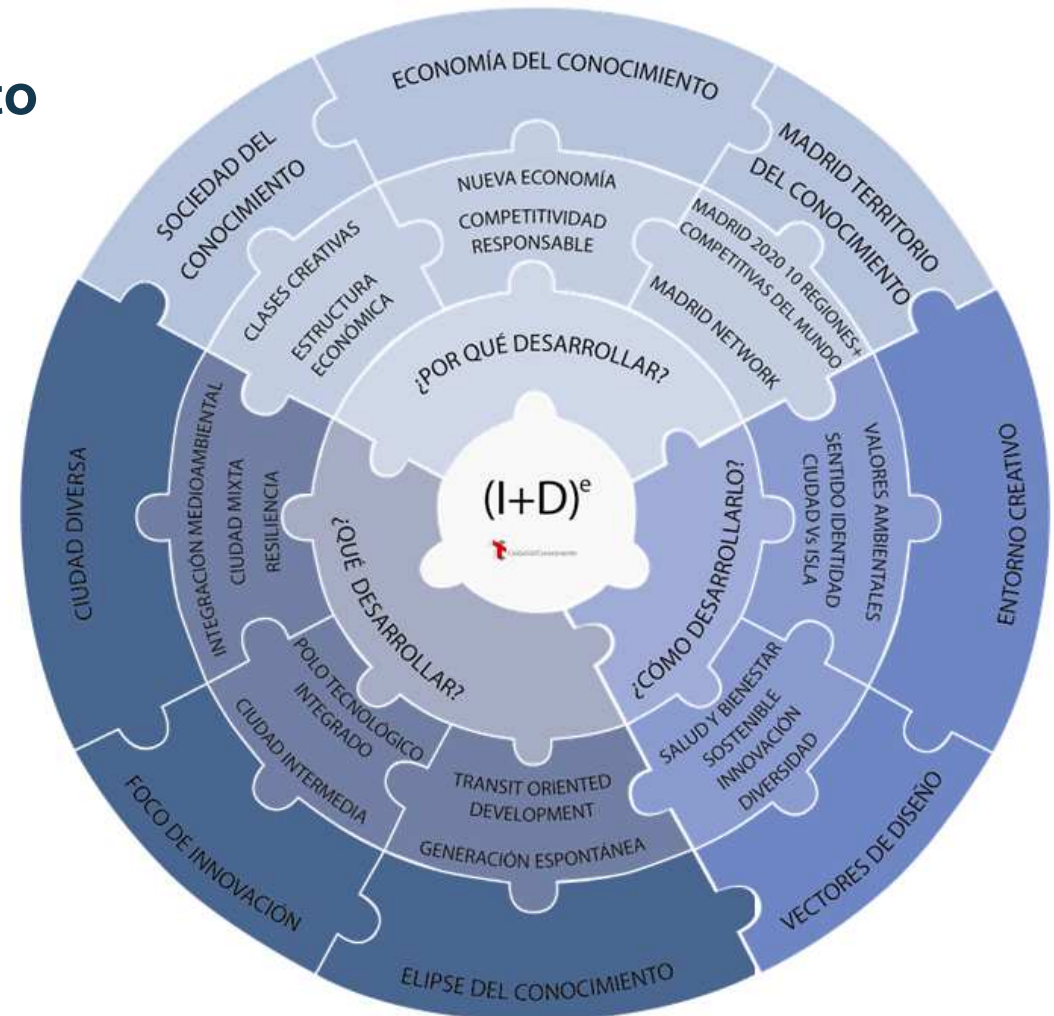 to
ECONOMÍA DEL CONOCIMIENTO
SOCIEDAD DEL
CONOCIMIENTO
MADRID TERRITORIO
DEL CONOCIMIENTO
NUEVA ECONOMÍA
COMPETITIVIDAD
RESPONSABLE
CLASES CREATIVAS
ESTRUCTURA
ECONÓMICA
MADRID 2020 10 REGIONES+
COMPETITIVAS DEL MUNDO
MADRID NETWORK
¿POR QUÉ DESARROLLAR?
(I+D)e
¿QUÉ DESARROLLAR?
¿CÓMO DESARROLLARLO?
CIUDAD DIVERSA
INTEGRACIÓN MEDIOAMBIENTAL
CIUDAD MIXTA
RESILIENCIA
VALORES AMBIENTALES
SENTIDO IDENTIDAD
CIUDAD Vs ISLA
ENTORNO CREATIVO
POLO TECNOLÓGICO
INTEGRADO
CIUDAD INTERMEDIA
TRANSIT ORIENTED
DEVELOPMENT
GENERACIÓN ESPONTÁNEA
SALUD Y BIENESTAR
SOSTENIBLE
INNOVACIÓN
DIVERSIDAD
FOCO DE INNOVACIÓN
ELIPSE DEL CONOCIMIENTO
VECTORES DE DISEÑO